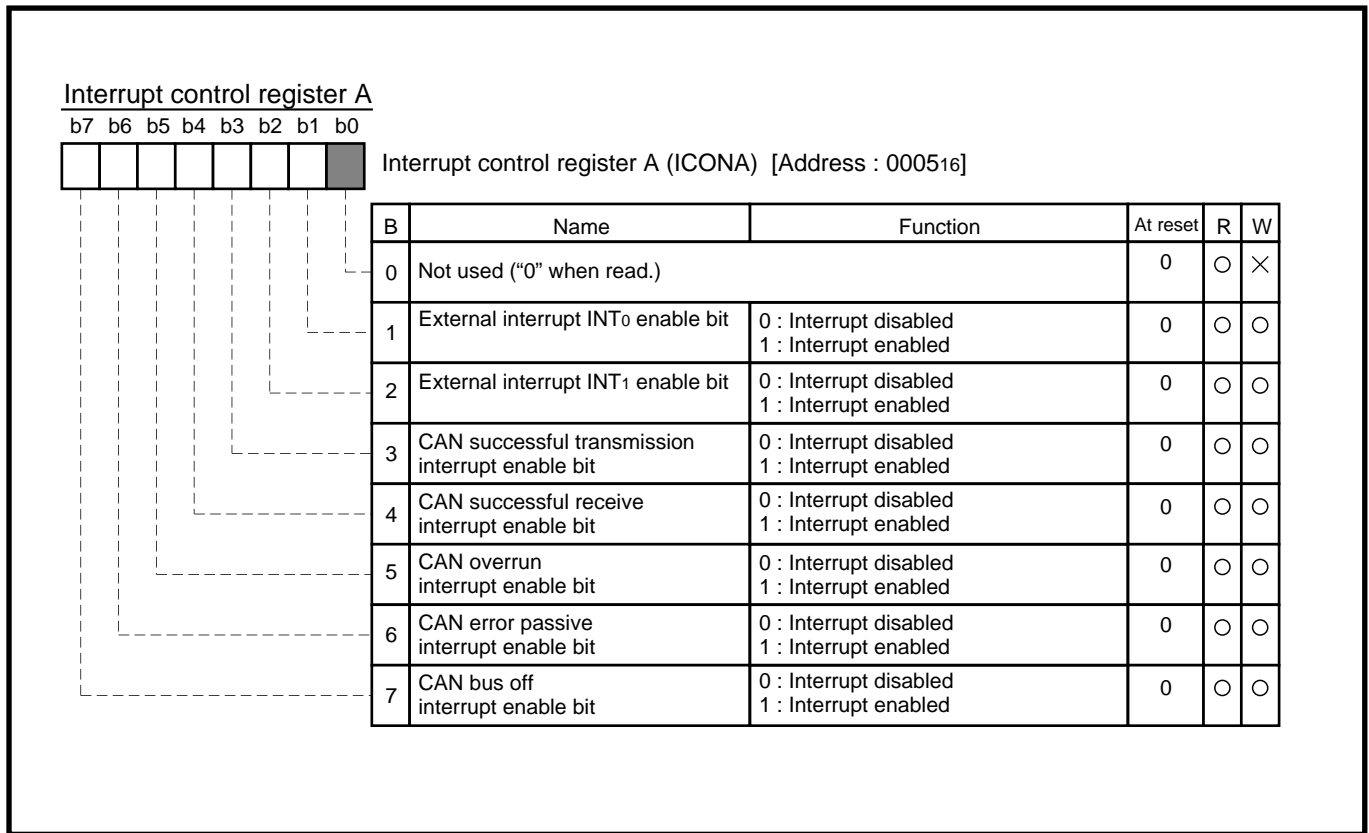 Interrupt control register A
b7 b6 b5 b4 b3 b2 b1 b0
Interrupt control register A (ICONA) [Address : 000516]
B Name Function At reset R W
0 Not used (“0” when read.) 0 ○ ×
1 External interrupt INT0 enable bit 0 : Interrupt disabled 0 ○ ○
1 : Interrupt enabled
2 External interrupt INT1 enable bit 0 : Interrupt disabled 0 ○ ○
1 : Interrupt enabled
3 CAN successful transmission 0 : Interrupt disabled 0 ○ ○
interrupt enable bit 1 : Interrupt enabled
4 CAN successful receive 0 : Interrupt disabled 0 ○ ○
interrupt enable bit 1 : Interrupt enabled
5 CAN overrun 0 : Interrupt disabled 0 ○ ○
interrupt enable bit 1 : Interrupt enabled
6 CAN error passive 0 : Interrupt disabled 0 ○ ○
interrupt enable bit 1 : Interrupt enabled
7 CAN bus off 0 : Interrupt disabled 0 ○ ○
interrupt enable bit 1 : Interrupt enabled